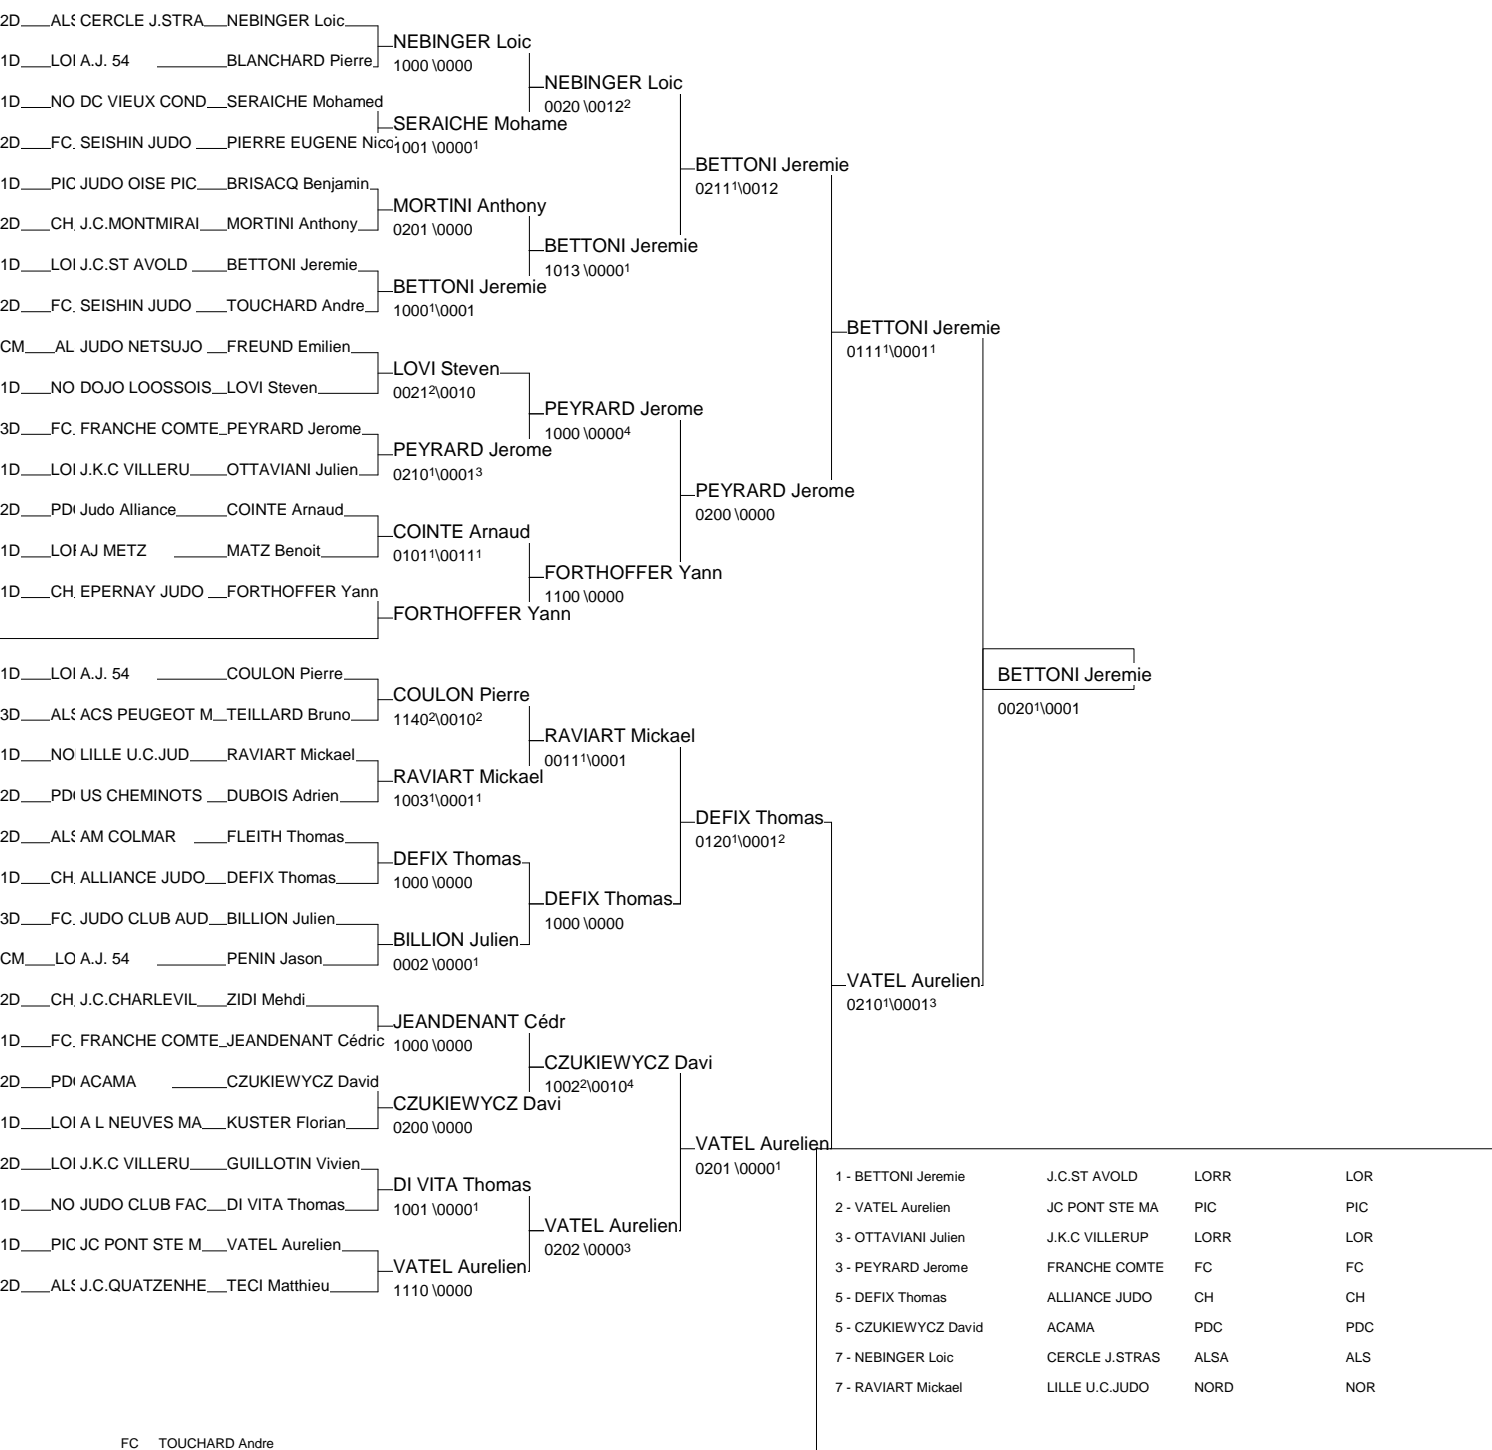 2D ALS CERCLE J.STRA NEBINGER Loic
NEBINGER Loic
1D LOI A.J. 54 BLANCHARD Pierre
1000 \0000
NEBINGER Loic
1D NO DC VIEUX COND SERAICHE Mohamed
0020 \0012²
SERAICHE Mohame
2D FC SEISHIN JUDO PIERRE EUGENE Nico
1001 \0000¹
BETTONI Jeremie
1D PIC JUDO OISE PIC BRISACQ Benjamin
0211¹\0012
MORTINI Anthony
2D CH J.C.MONTMIRAI MORTINI Anthony
0201 \0000
BETTONI Jeremie
1D LOI J.C.ST AVOLD BETTONI Jeremie
1013 \0000¹
BETTONI Jeremie
2D FC SEISHIN JUDO TOUCHARD Andre
1000¹\0001
BETTONI Jeremie
CM AL JUDO NETSUJO FREUND Emilien
0111¹\0001¹
LOVI Steven
1D NO DOJO LOOSSOIS LOVI Steven
0021²\0010
PEYRARD Jerome
3D FC FRANCHE COMTE PEYRARD Jerome
1000 \0000⁴
PEYRARD Jerome
1D LOI J.K.C VILLERU OTTAVIANI Julien
0210¹\0001³
PEYRARD Jerome
2D PD Judo Alliance COINTE Arnaud
0200 \0000
COINTE Arnaud
1D LOI AJ METZ MATZ Benoit
0101¹\0011¹
FORTHOFFER Yann
1D CH EPERNAY JUDO FORTHOFFER Yann
1100 \0000
FORTHOFFER Yann
1D LOI A.J. 54 COULON Pierre
BETTONI Jeremie
COULON Pierre
3D ALS ACS PEUGEOT M TEILLARD Bruno
0020¹\0001
1140²\0010²
RAVIART Mickael
1D NO LILLE U.C.JUD RAVIART Mickael
0011¹\0001
RAVIART Mickael
2D PD US CHEMINOTS DUBOIS Adrien
1003¹\0001¹
DEFIX Thomas
2D ALS AM COLMAR FLEITH Thomas
0120¹\0001²
DEFIX Thomas
1D CH ALLIANCE JUDO DEFIX Thomas
1000 \0000
DEFIX Thomas
3D FC JUDO CLUB AUD BILLION Julien
1000 \0000
BILLION Julien
CM LO A.J. 54 PENIN Jason
0002 \0000¹
VATEL Aurelien
2D CH J.C.CHARLEVIL ZIDI Mehdi
0210¹\0001³
JEANDENANT Cédr
1D FC FRANCHE COMTE JEANDENANT Cédric
1000 \0000
CZUKIEWYCZ Davi
2D PD ACAMA CZUKIEWYCZ David
1002²\0010⁴
CZUKIEWYCZ Davi
1D LOI A L NEUVES MA KUSTER Florian
0200 \0000
VATEL Aurelien
2D LOI J.K.C VILLERU GUILLOTIN Vivien
0201 \0000¹
DI VITA Thomas
1D NO JUDO CLUB FAC DI VITA Thomas
1001 \0000¹
VATEL Aurelien
1D PIC JC PONT STE M VATEL Aurelien
0202 \0000³
VATEL Aurelien
2D ALS J.C.QUATZENHE TECI Matthieu
1110 \0000
1 - BETTONI Jeremie J.C.ST AVOLD LORR LOR
2 - VATEL Aurelien JC PONT STE MA PIC PIC
3 - OTTAVIANI Julien J.K.C VILLERUP LORR LOR
3 - PEYRARD Jerome FRANCHE COMTE FC FC
5 - DEFIX Thomas ALLIANCE JUDO CH CH
5 - CZUKIEWYCZ David ACAMA PDC PDC
7 - NEBINGER Loic CERCLE J.STRAS ALSA ALS
7 - RAVIART Mickael LILLE U.C.JUDO NORD NOR
FC TOUCHARD Andre